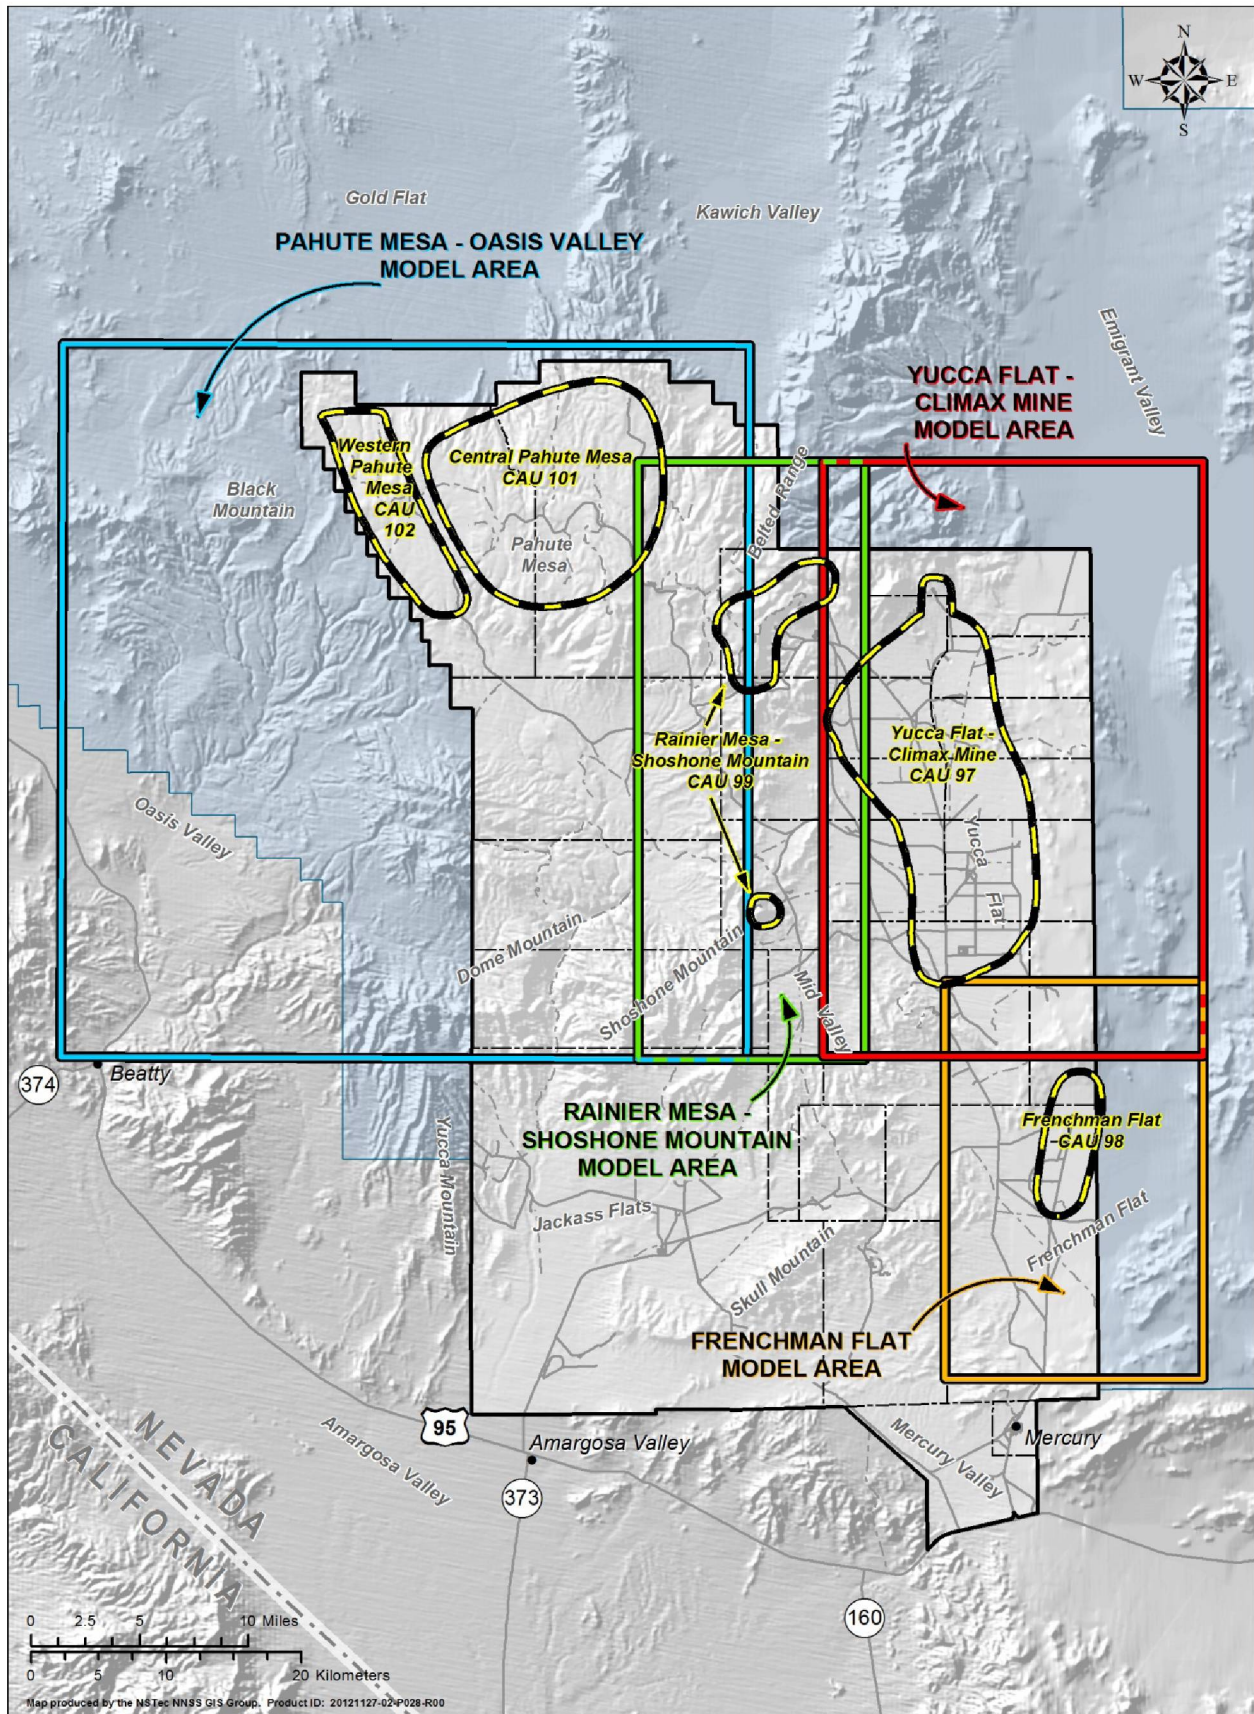 N
W
E
S
Gold Flat
Kawich Valley
PAHUTE MESA - OASIS VALLEY
MODEL AREA
Emigrant Valley
YUCCA FLAT -
CLIMAX MINE
MODEL AREA
Western
Pahute
Mesa
CAU
102
Central Pahute Mesa
CAU 101
Belted Range
Black
Mountain
Pahute
Mesa
Rainier Mesa -
Shoshone Mountain
CAU 99
Yucca Flat -
Climax Mine
CAU 97
Oasis Valley
Yucca
Flat
Dome Mountain
Shoshone Mountain
Mid Valley
374
Beatty
RAINIER MESA -
SHOSHONE MOUNTAIN
MODEL AREA
Frenchman Flat
-CAU 98
Yucca Mountain
Jackass Flats
Skull Mountain
Frenchman Flat
FRENCHMAN FLAT
MODEL AREA
95
Amargosa Valley
Mercury
Mercury Valley
Amargosa Valley
NEVADA
CALIFORNIA
373
160
0 2.5 5 10 Miles
0 5 10 20 Kilometers
Map produced by the NSTec NNSS GIS Group. Product ID: 20121127-02-P028-R00